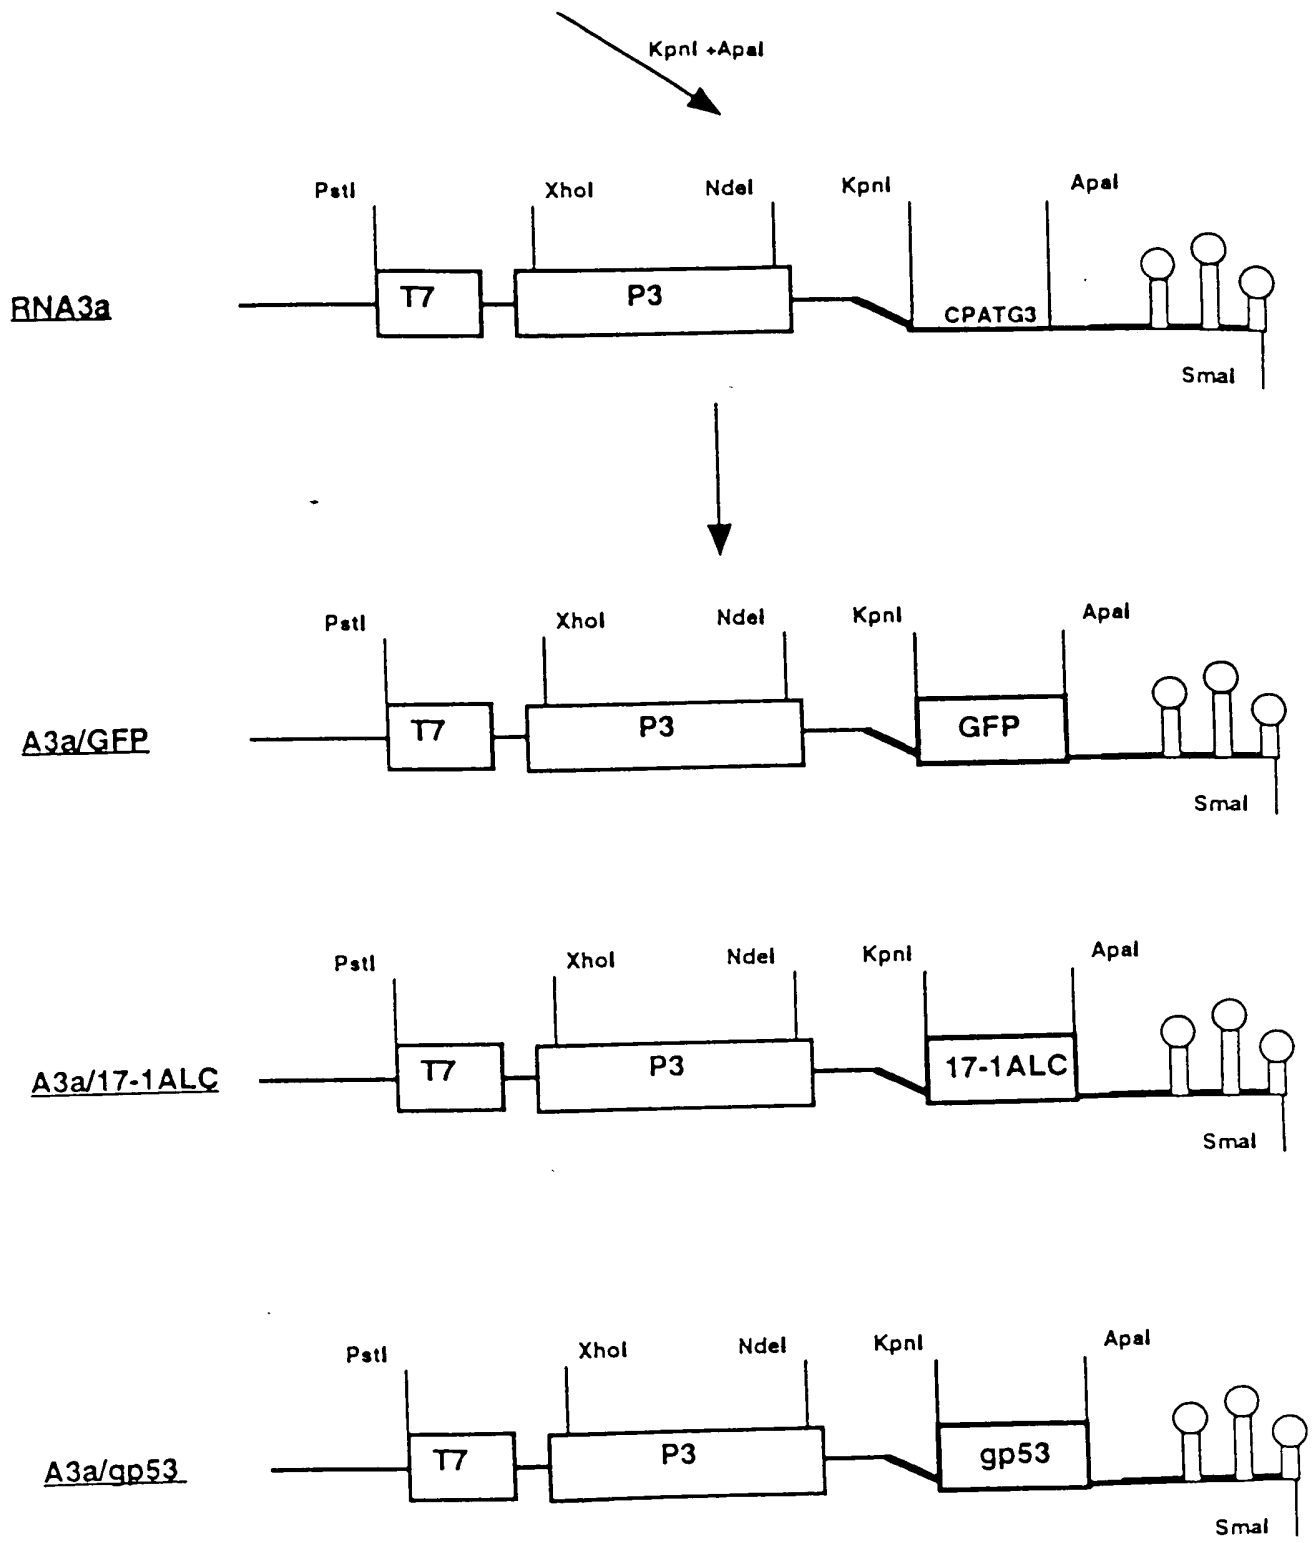 KpnI +ApaI
PstI XhoI NdeI KpnI ApaI
RNA3a T7 P3 CPATG3
SmaI
PstI XhoI NdeI KpnI ApaI
A3a/GFP T7 P3 GFP
SmaI
PstI XhoI NdeI KpnI ApaI
A3a/17-1ALC T7 P3 17-1ALC
SmaI
PstI XhoI NdeI KpnI ApaI
A3a/gp53 T7 P3 gp53
SmaI